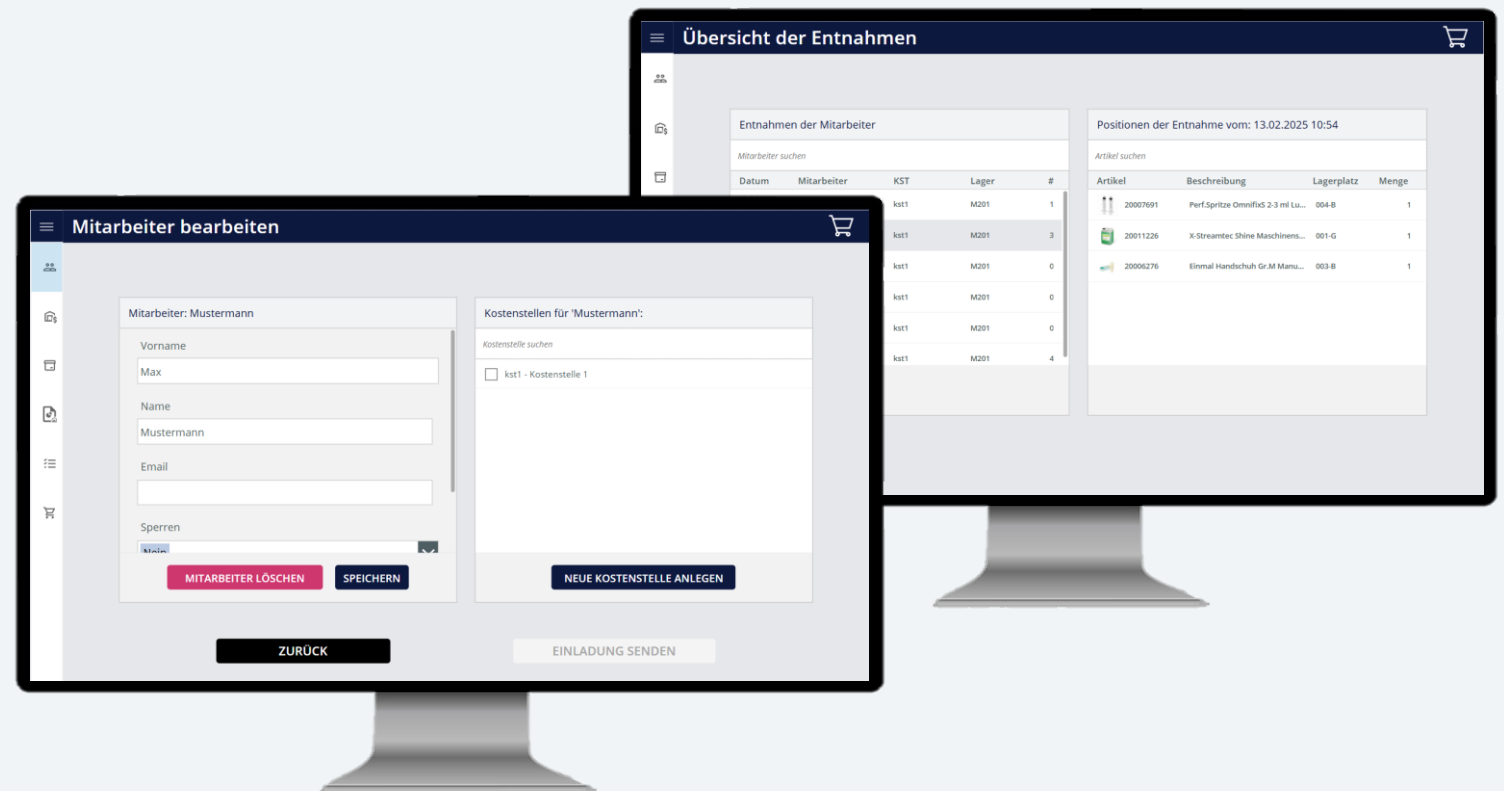 Übersicht der Entnahmen
Entnahmen der Mitarbeiter
Mitarbeiter suchen
Datum Mitarbeiter KST Lager #
kst1 M201 1
kst1 M201 3
kst1 M201 0
kst1 M201 0
kst1 M201 0
kst1 M201 4
Positionen der Entnahme vom: 13.02.2025 10:54
Artikel suchen
Artikel Beschreibung Lagerplatz Menge
20007691 Perf.Spritze OmnifixS 2-3 ml Lu... 004-B 1
20011226 X-Streamtec Shine Maschinens... 001-G 1
20006276 Einmal Handschuh Gr.M Manu... 003-B 1
Mitarbeiter bearbeiten
Mitarbeiter: Mustermann
Vorname
Max
Name
Mustermann
Email
Sperren
Nein
MITARBEITER LÖSCHEN SPEICHERN
Kostenstellen für 'Mustermann':
Kostenstelle suchen
kst1 - Kostenstelle 1
NEUE KOSTENSTELLE ANLEGEN
ZURÜCK
EINLADUNG SENDEN